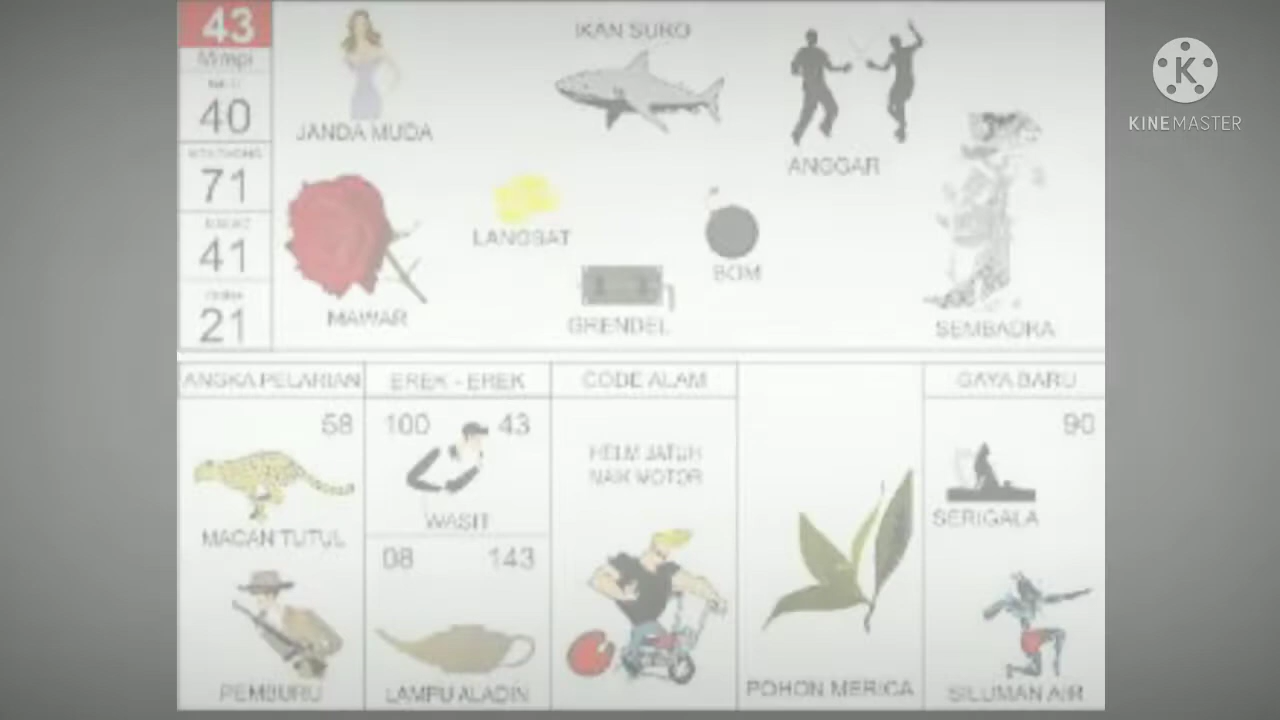 43
Mimpi
40
71
41
21
JANDA MUDA
IKAN SURO
ANGGAR
MAWAR
LANGSAT
GRENDEL
BOM
SEMBADRA
ANGKA PELARIAN
58
MACAN TUTUL
PEMBURU
EREK - EREK
100 43
WASIT
08 143
LAMPU ALADIN
CODE ALAM
HELM JATUH
NAIK MOTOR
POHON MERICA
GAYA BARU
90
SERIGALA
SILUMAN AIR
KINEMASTER